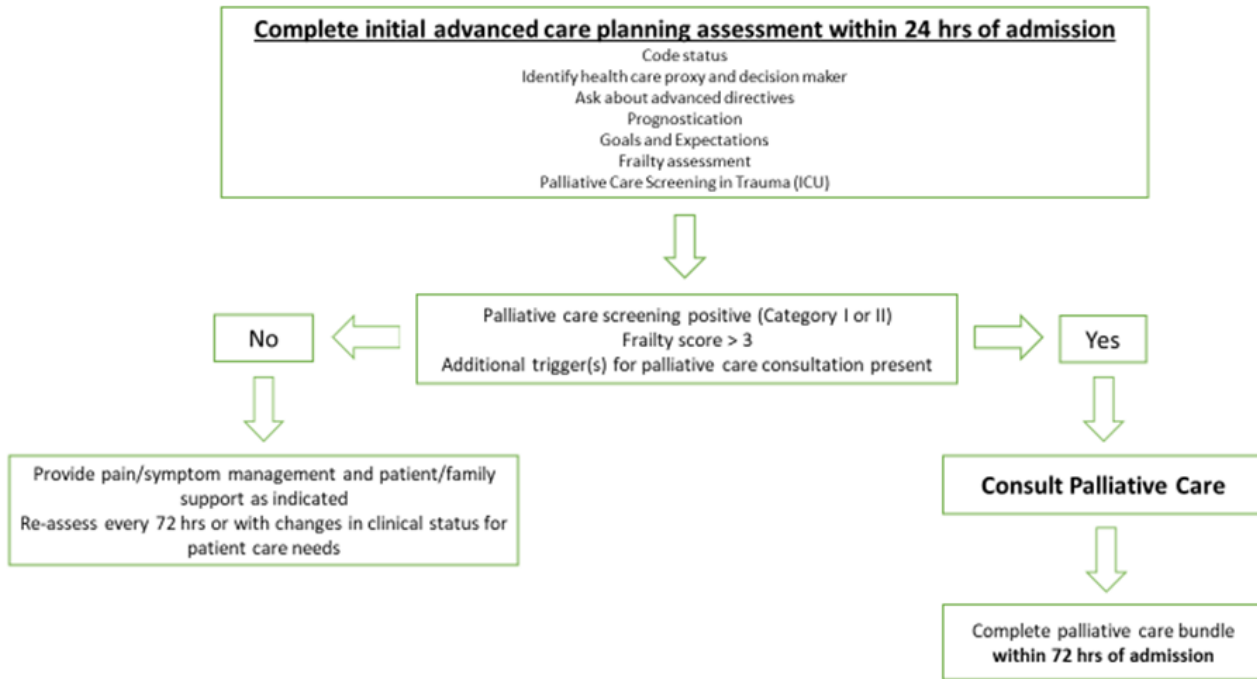 Complete initial advanced care planning assessment within 24 hrs of admission
Code status
Identify health care proxy and decision maker
Ask about advanced directives
Prognostication
Goals and Expectations
Frailty assessment
Palliative Care Screening in Trauma (ICU)
Palliative care screening positive (Category I or II)
Frailty score > 3
Additional trigger(s) for palliative care consultation present
No
Yes
Provide pain/symptom management and patient/family
support as indicated
Re-assess every 72 hrs or with changes in clinical status for
patient care needs
Consult Palliative Care
Complete palliative care bundle
within 72 hrs of admission